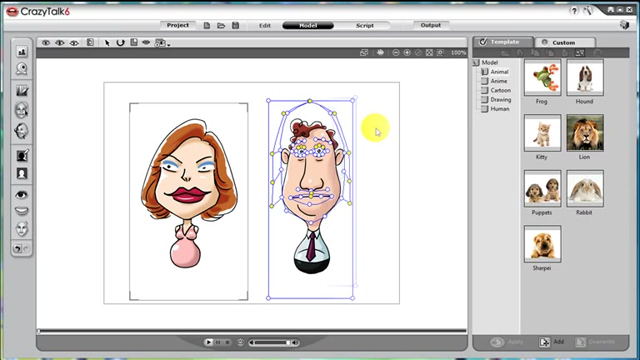 CrazyTalk6
Project
Edit
Model
Script
Output
100%
Template
Custom
Model
Animal
Anime
Cartoon
Drawing
Human
Frog
Hound
Kitty
Lion
Puppets
Rabbit
Sharpei
Apply
Add
Overwrite